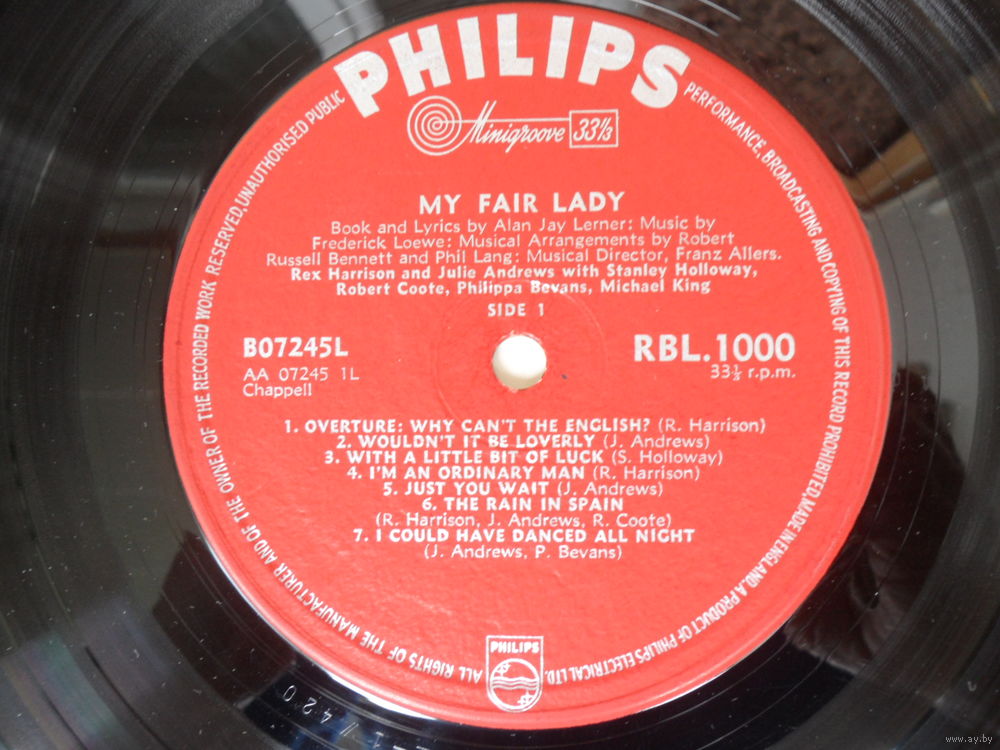 PHILIPS
Minigroove 33⅓
MY FAIR LADY
Book and Lyrics by Alan Jay Lerner: Music by
Frederick Loewe: Musical Arrangements by Robert
Russell Bennett and Phil Lang: Musical Director, Franz Allers.
Rex Harrison and Julie Andrews with Stanley Holloway,
Robert Coote, Philippa Bevans, Michael King
SIDE 1
B07245L
RBL.1000
AA 07245 1L
33⅓ r.p.m.
Chappell
1. OVERTURE: WHY CAN'T THE ENGLISH? (R. Harrison)
2. WOULDN'T IT BE LOVERLY (J. Andrews)
3. WITH A LITTLE BIT OF LUCK (S. Holloway)
4. I'M AN ORDINARY MAN (R. Harrison)
5. JUST YOU WAIT (J. Andrews)
6. THE RAIN IN SPAIN
(R. Harrison, J. Andrews, R. Coote)
7. I COULD HAVE DANCED ALL NIGHT
(J. Andrews, P. Bevans)
ALL RIGHTS OF THE MANUFACTURER AND OF THE OWNER OF THE RECORDED WORK RESERVED, UNAUTHORISED PUBLIC PERFORMANCE, BROADCASTING AND COPYING OF THIS RECORD PROHIBITED, MADE IN ENGLAND, A PRODUCT OF PHILIPS ELECTRICAL LTD.
PHILIPS
420
www.ay.by